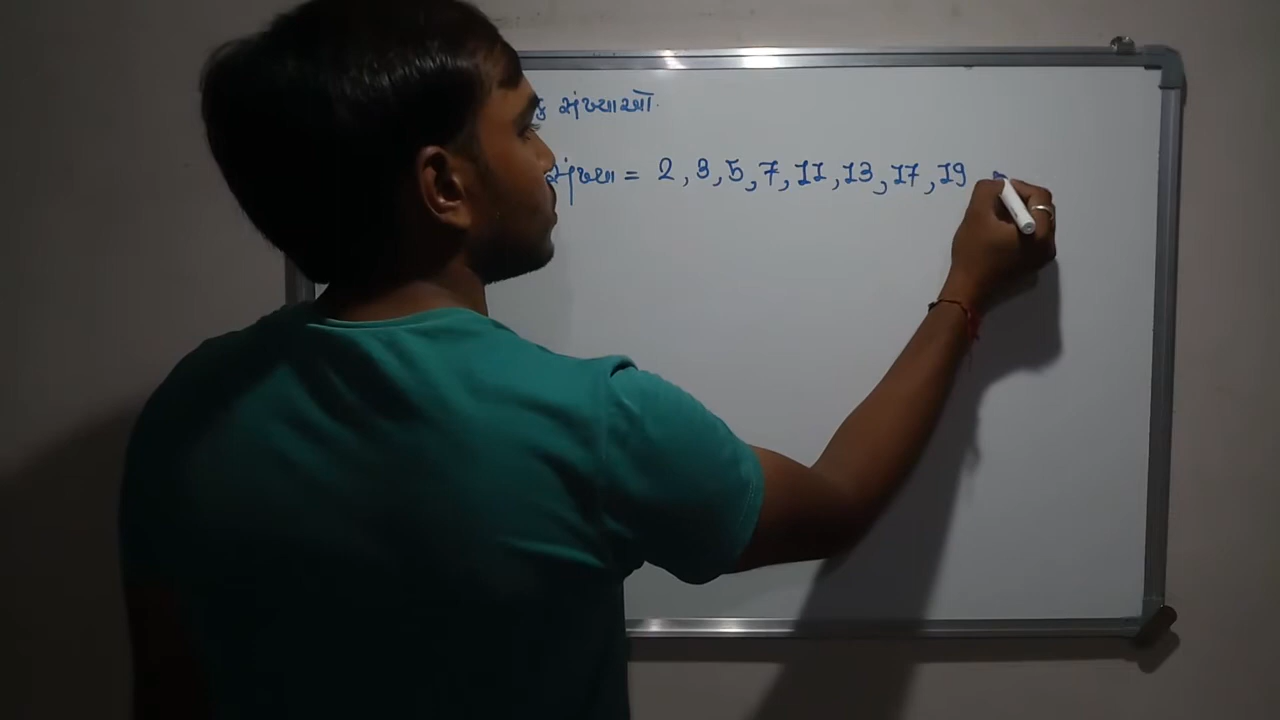 સંખ્યાઓ.
સંખ્યા = 2, 3, 5, 7, 11, 13, 17, 19